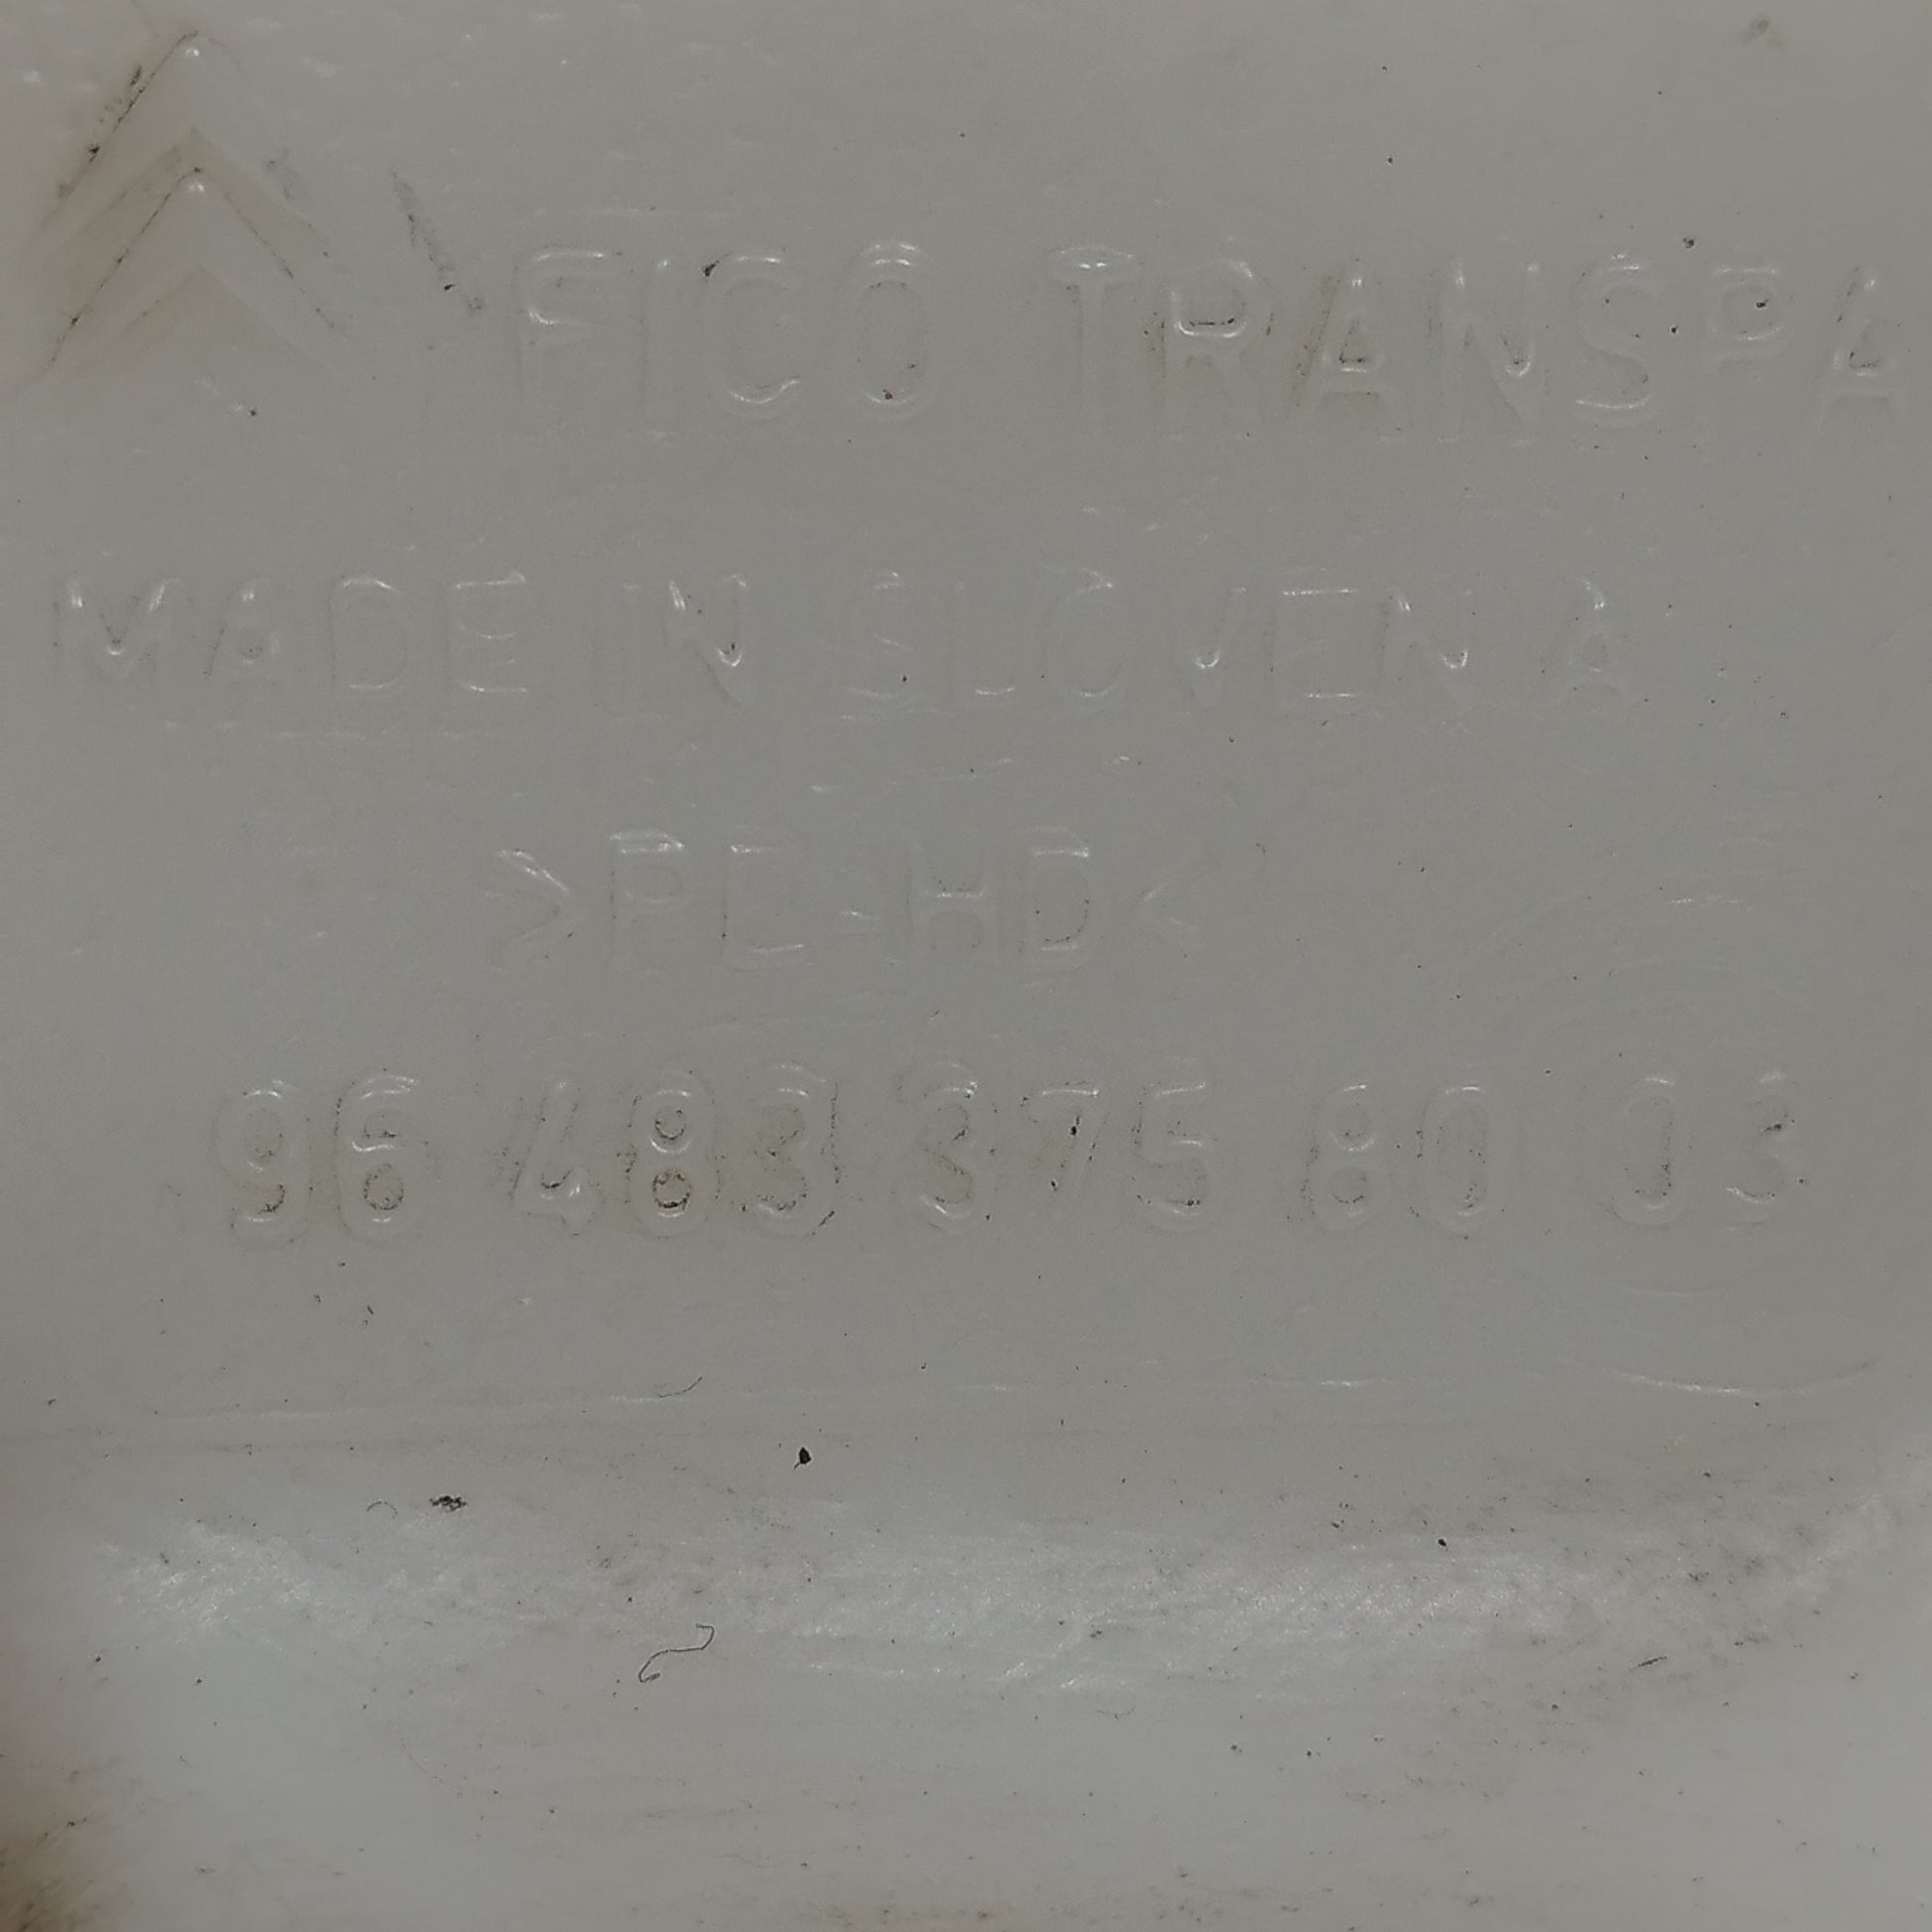 FICO TRANSPA
MADE IN SLOVENIA
>PE-HD<
96 483 375 80 03